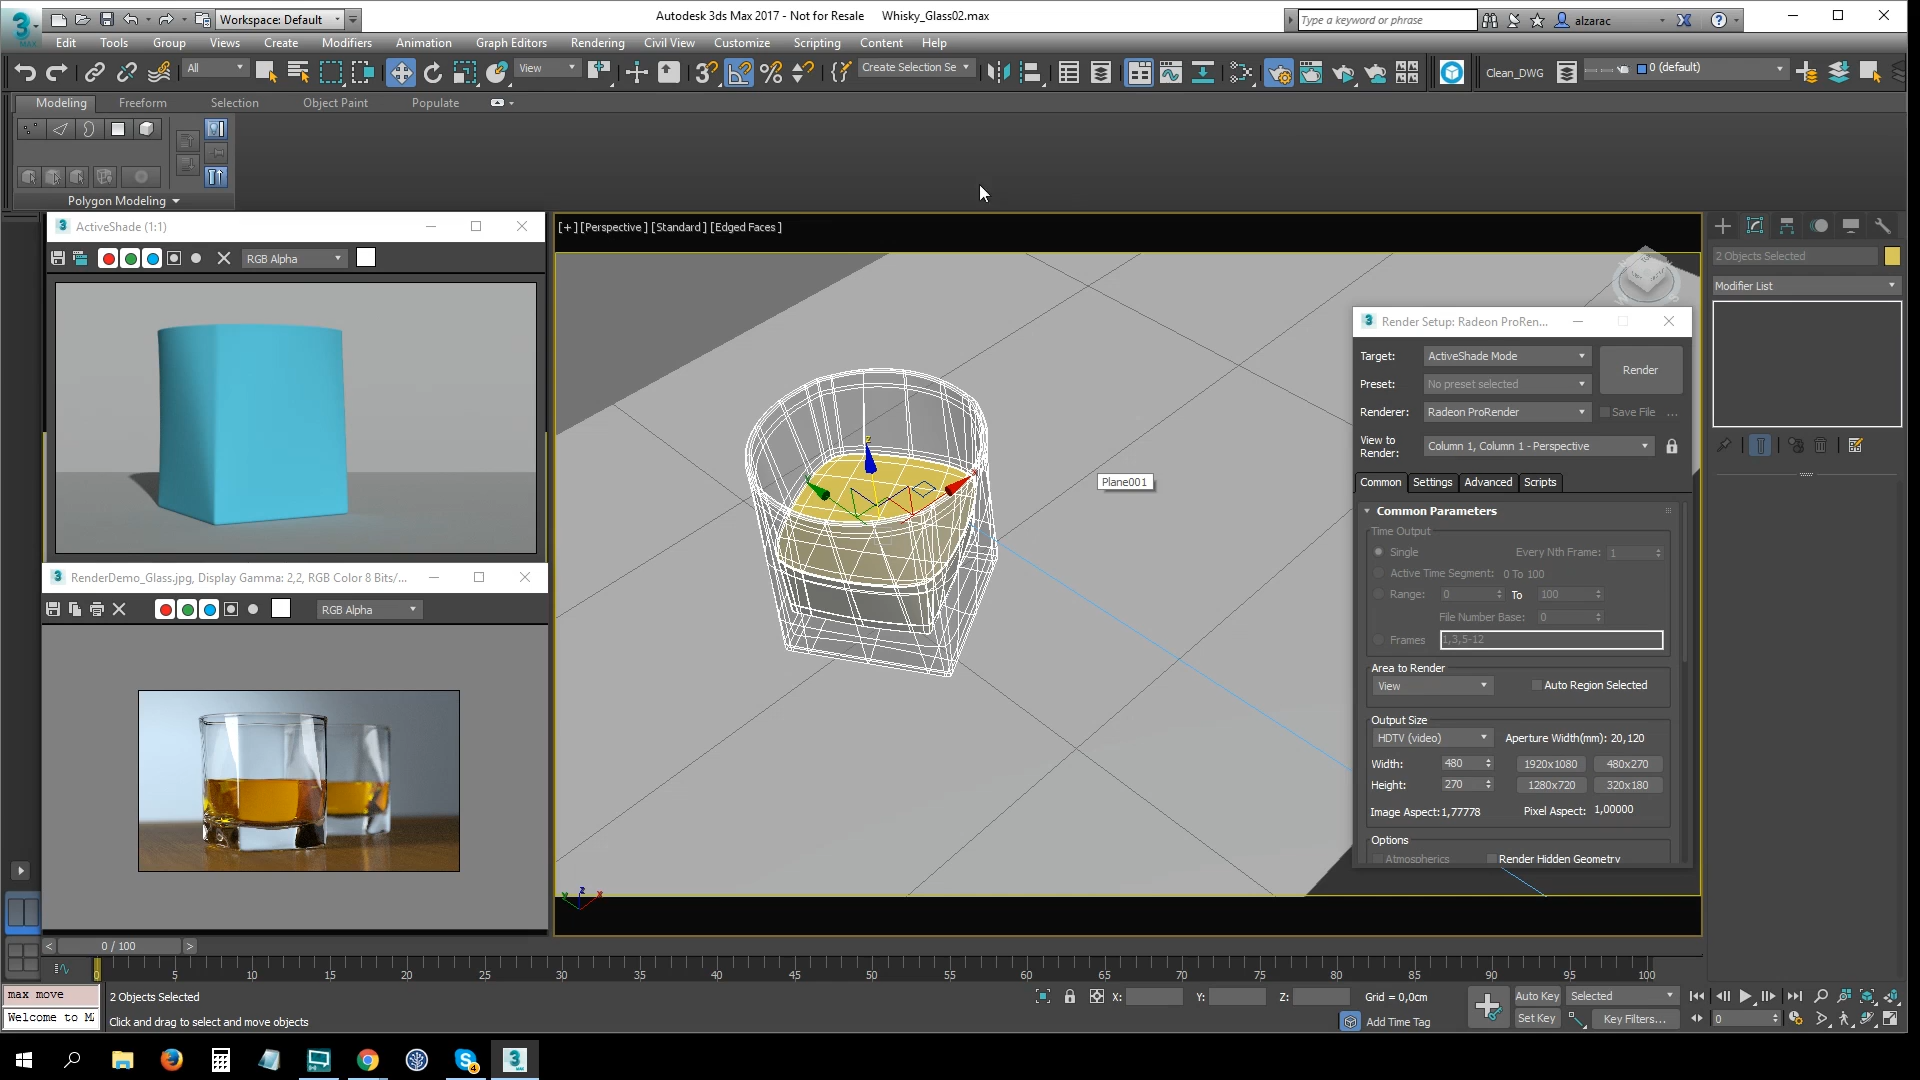 Workspace: Default
Autodesk 3ds Max 2017 - Not for Resale Whisky_Glass02.max
Type a keyword or phrase
alzarac
3
MAX
Edit Tools Group Views Create Modifiers Animation Graph Editors Rendering Civil View Customize Scripting Content Help
All
View
Create Selection Se
Clean_DWG
0 (default)
Modeling Freeform Selection Object Paint Populate
Polygon Modeling
ActiveShade (1:1)
RGB Alpha
[+] [Perspective ] [Standard ] [Edged Faces ]
2 Objects Selected
Modifier List
Render Setup: Radeon ProRen...
Target: ActiveShade Mode
Render
Preset: No preset selected
Renderer: Radeon ProRender
Save File ...
View to Render: Column 1, Column 1 - Perspective
Common Settings Advanced Scripts
Plane001
Common Parameters
Time Output
Single Every Nth Frame: 1
Active Time Segment: 0 To 100
Range: 0 To 100
File Number Base: 0
Frames 1,3,5-12
Area to Render
View
Auto Region Selected
Output Size
HDTV (video) Aperture Width(mm): 20,120
Width: 480 1920x1080 480x270
Height: 270 1280x720 320x180
Image Aspect: 1,77778 Pixel Aspect: 1,00000
Options
Atmospherics Render Hidden Geometry
RenderDemo_Glass.jpg, Display Gamma: 2,2, RGB Color 8 Bits/...
RGB Alpha
z
x
< 0 / 100 >
0 5 10 15 20 25 30 35 40 45 50 55 60 65 70 75 80 85 90 95 100
max move
2 Objects Selected
X: Y: Z: Grid = 0,0cm
Auto Key Selected
Welcome to M
Click and drag to select and move objects
Add Time Tag
Set Key Key Filters...
0
4
3